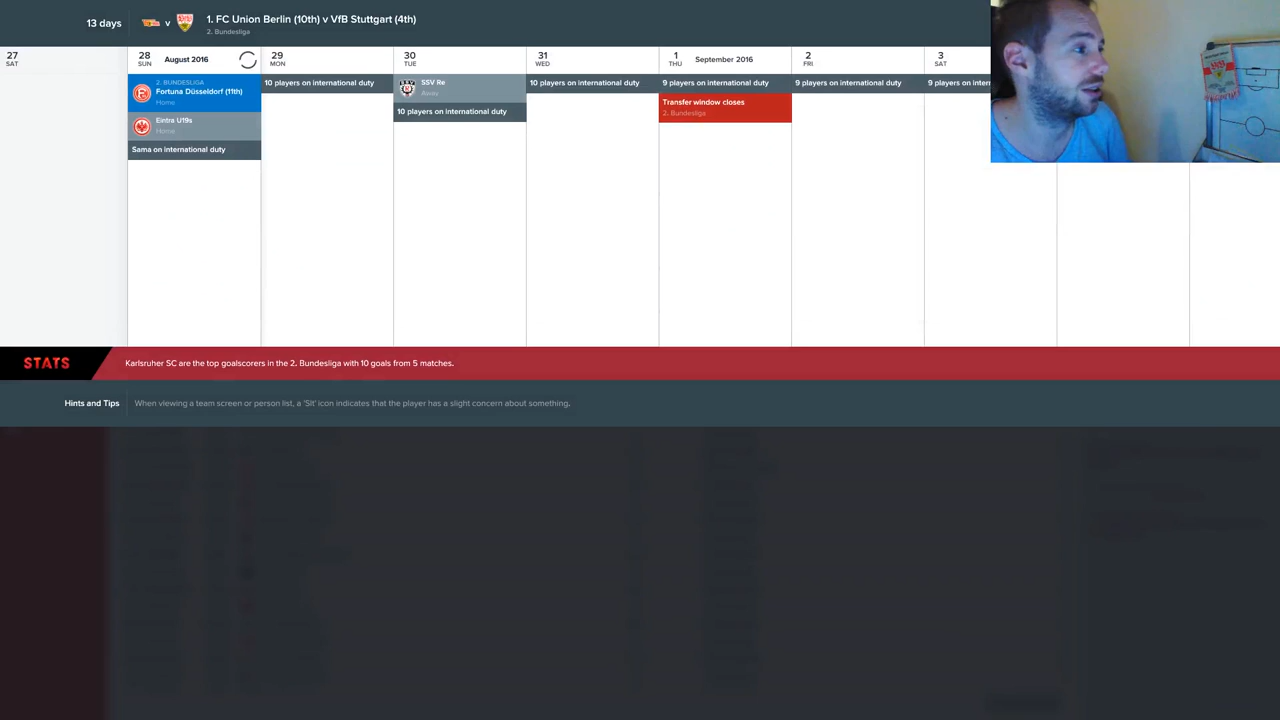 13 days
v
1. FC Union Berlin (10th) v VfB Stuttgart (4th)
2. Bundesliga
27
SAT
28
SUN
August 2016
29
MON
30
TUE
31
WED
1
THU
September 2016
2
FRI
3
SAT
2. BUNDESLIGA
Fortuna Düsseldorf (11th)
Home
Eintra U19s
Home
Sama on international duty
10 players on international duty
SSV Re
Away
10 players on international duty
10 players on international duty
9 players on international duty
Transfer window closes
2. Bundesliga
9 players on international duty
9 players on
STATS
Karlsruher SC are the top goalscorers in the 2. Bundesliga with 10 goals from 5 matches.
Hints and Tips
When viewing a team screen or person list, a 'Slt' icon indicates that the player has a slight concern about something.